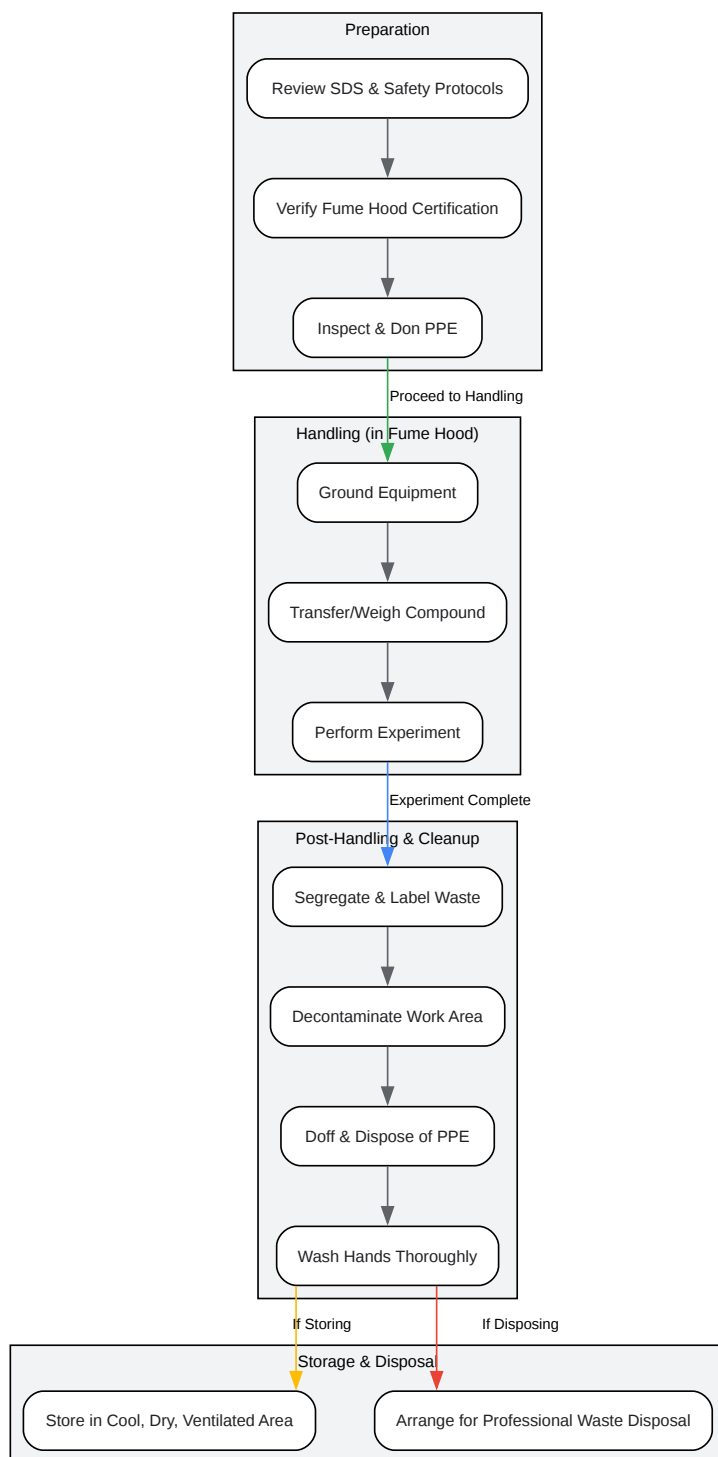 Preparation
Review SDS & Safety Protocols
Verify Fume Hood Certification
Inspect & Don PPE
Proceed to Handling
Handling (in Fume Hood)
Ground Equipment
Transfer/Weigh Compound
Perform Experiment
Experiment Complete
Post-Handling & Cleanup
Segregate & Label Waste
Decontaminate Work Area
Doff & Dispose of PPE
Wash Hands Thoroughly
If Storing
If Disposing
Storage & Disposal
Store in Cool, Dry, Ventilated Area
Arrange for Professional Waste Disposal